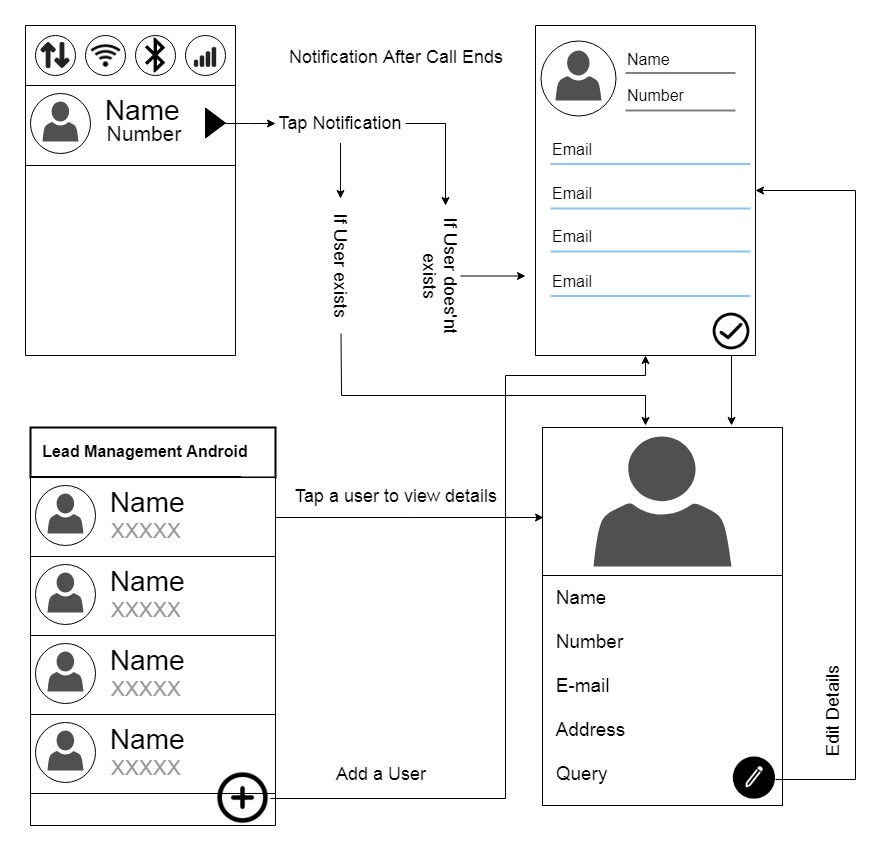 Notification After Call Ends
Name
Number
Tap Notification
If User exists
If User does'nt
exists
Name
Number
Email
Email
Email
Email
Lead Management Android
Name
XXXXX
Name
XXXXX
Name
XXXXX
Name
XXXXX
Tap a user to view details
Add a User
Name
Number
E-mail
Address
Query
Edit Details